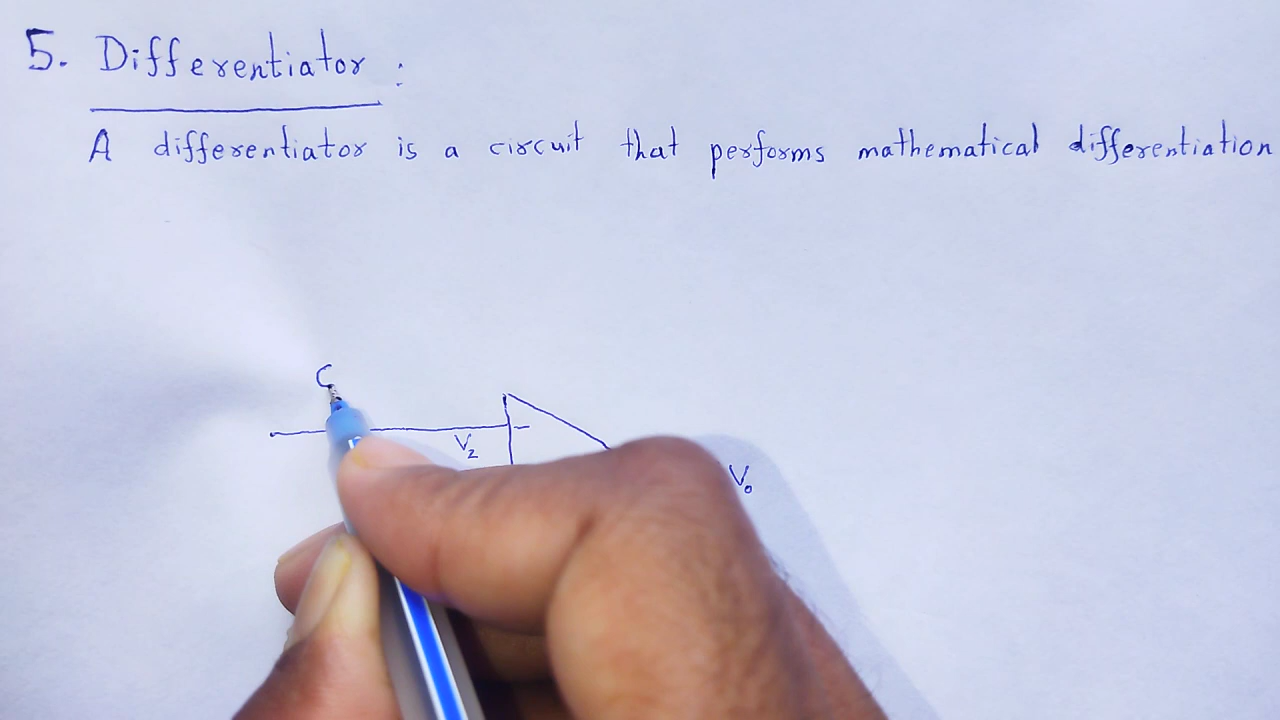 5. Differentiator :
A differentiator is a circuit that performs mathematical differentiation
C
V₂
V₀